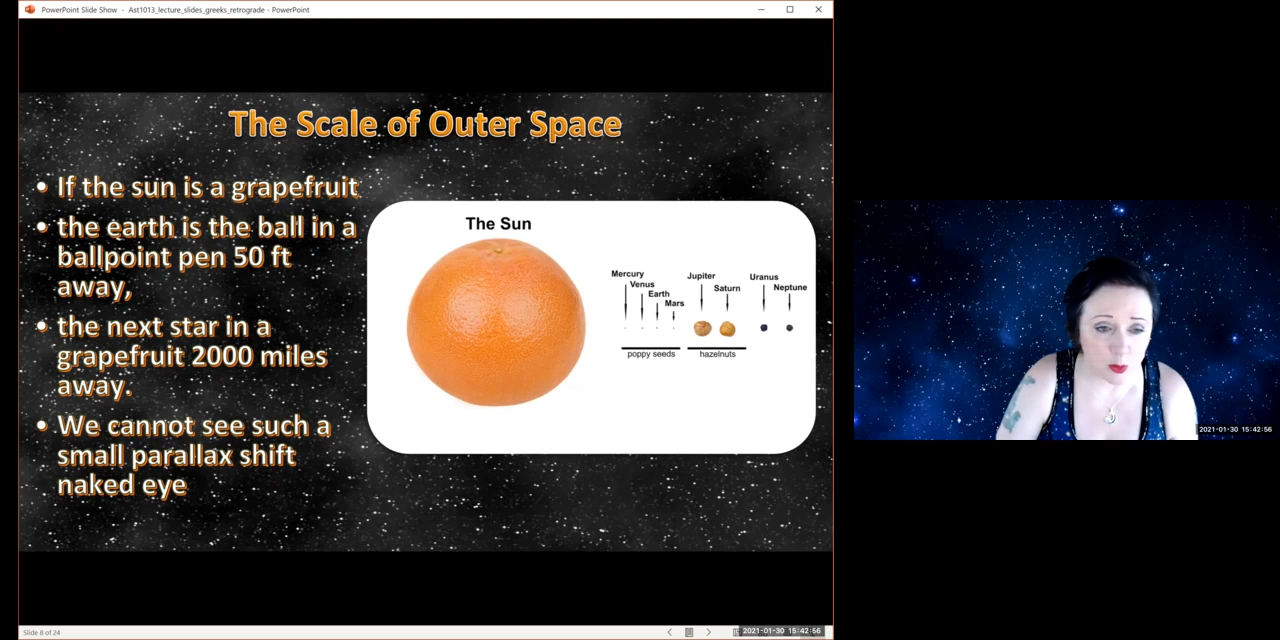 PowerPoint Slide Show - Ast1013_lecture_slides_greeks_retrograde - PowerPoint
The Scale of Outer Space
• If the sun is a grapefruit
• the earth is the ball in a
ballpoint pen 50 ft
away,
• the next star in a
grapefruit 2000 miles
away.
• We cannot see such a
small parallax shift
naked eye
The Sun
Mercury
Venus
Earth
Mars
Jupiter
Saturn
Uranus
Neptune
poppy seeds
hazelnuts
2021-01-30 15:42:56
Slide 8 of 24
2021-01-30 15:42:56